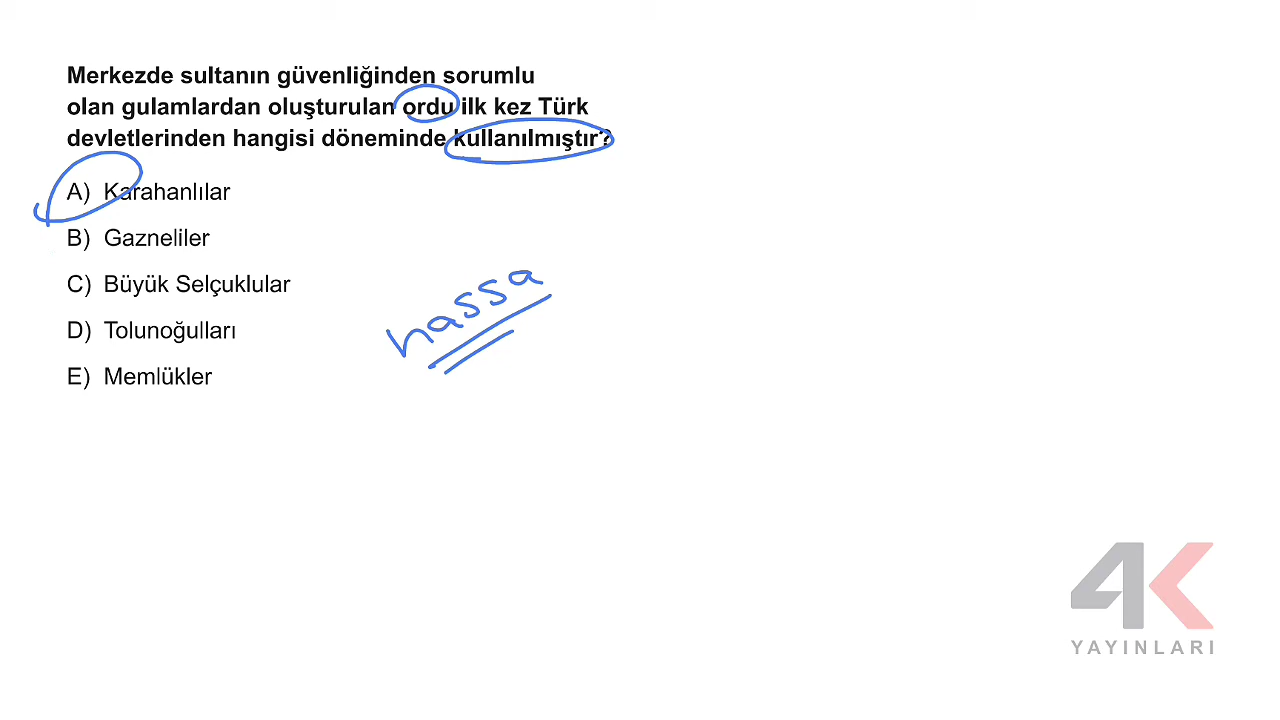 Merkezde sultanın güvenliğinden sorumlu
olan gulamlardan oluşturulan ordu ilk kez Türk
devletlerinden hangisi döneminde kullanılmıştır?
A) Karahanlılar
B) Gazneliler
C) Büyük Selçuklular
D) Tolunoğulları
E) Memlükler
hassa
4K
YAYINLARI